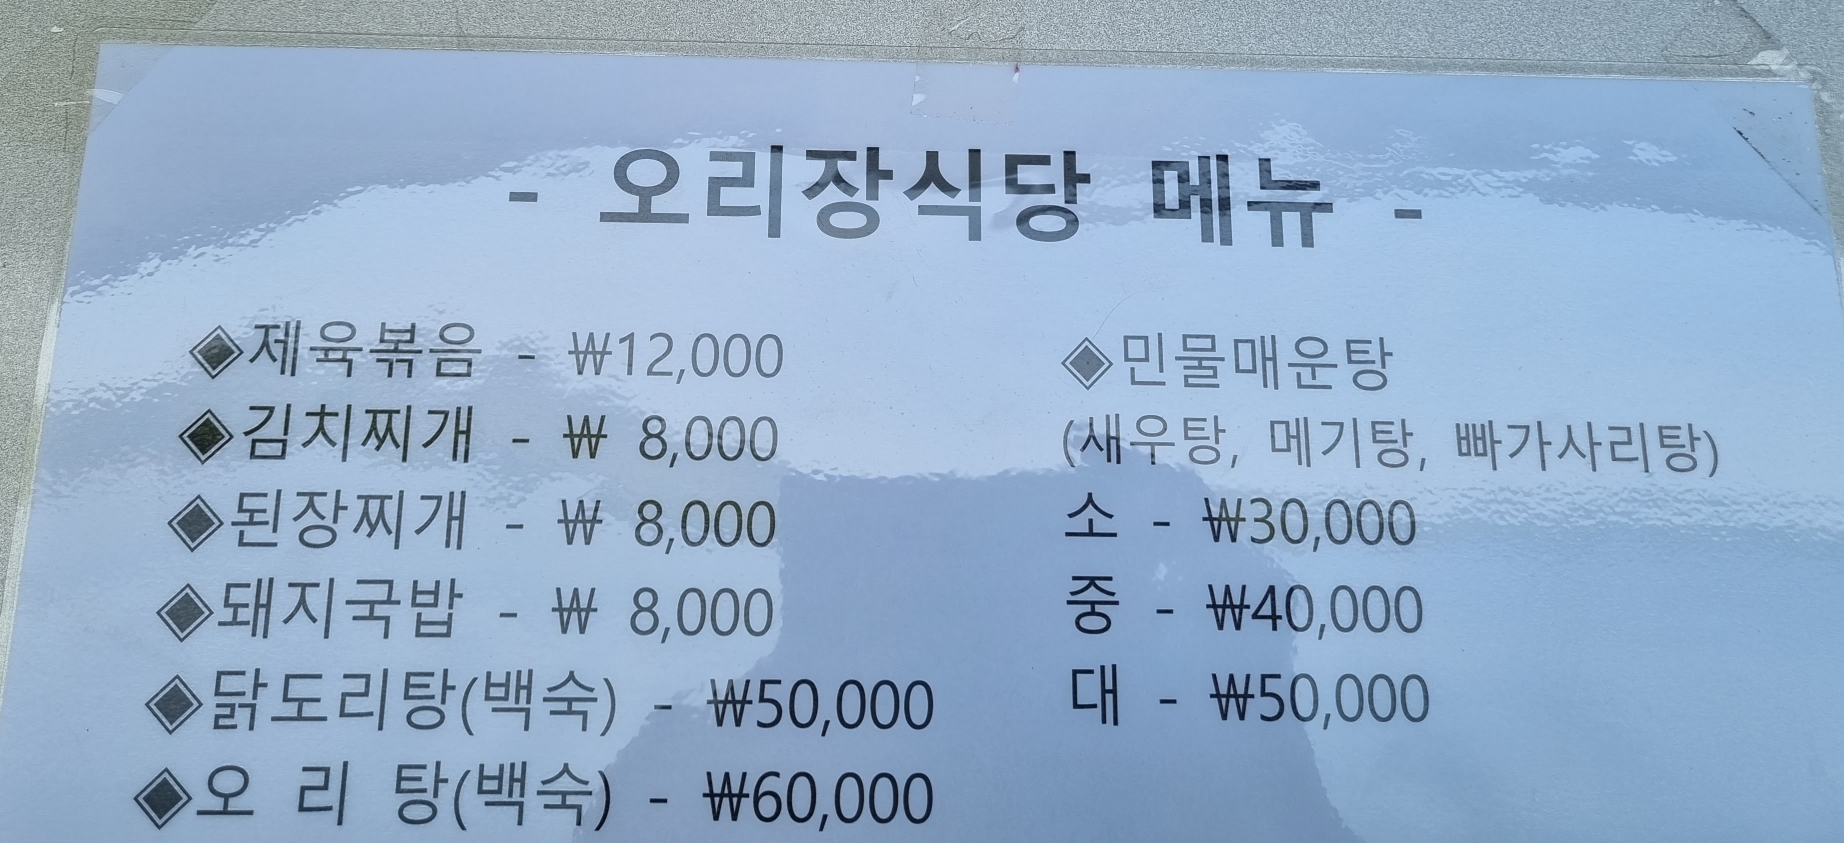 - 오리장식당 메뉴 -
◈제육볶음 - ₩12,000
◈김치찌개 - ₩ 8,000
◈된장찌개 - ₩ 8,000
◈돼지국밥 - ₩ 8,000
◈닭도리탕(백숙) - ₩50,000
◈오 리 탕(백숙) - ₩60,000
◈민물매운탕
(새우탕, 메기탕, 빠가사리탕)
소 - ₩30,000
중 - ₩40,000
대 - ₩50,000